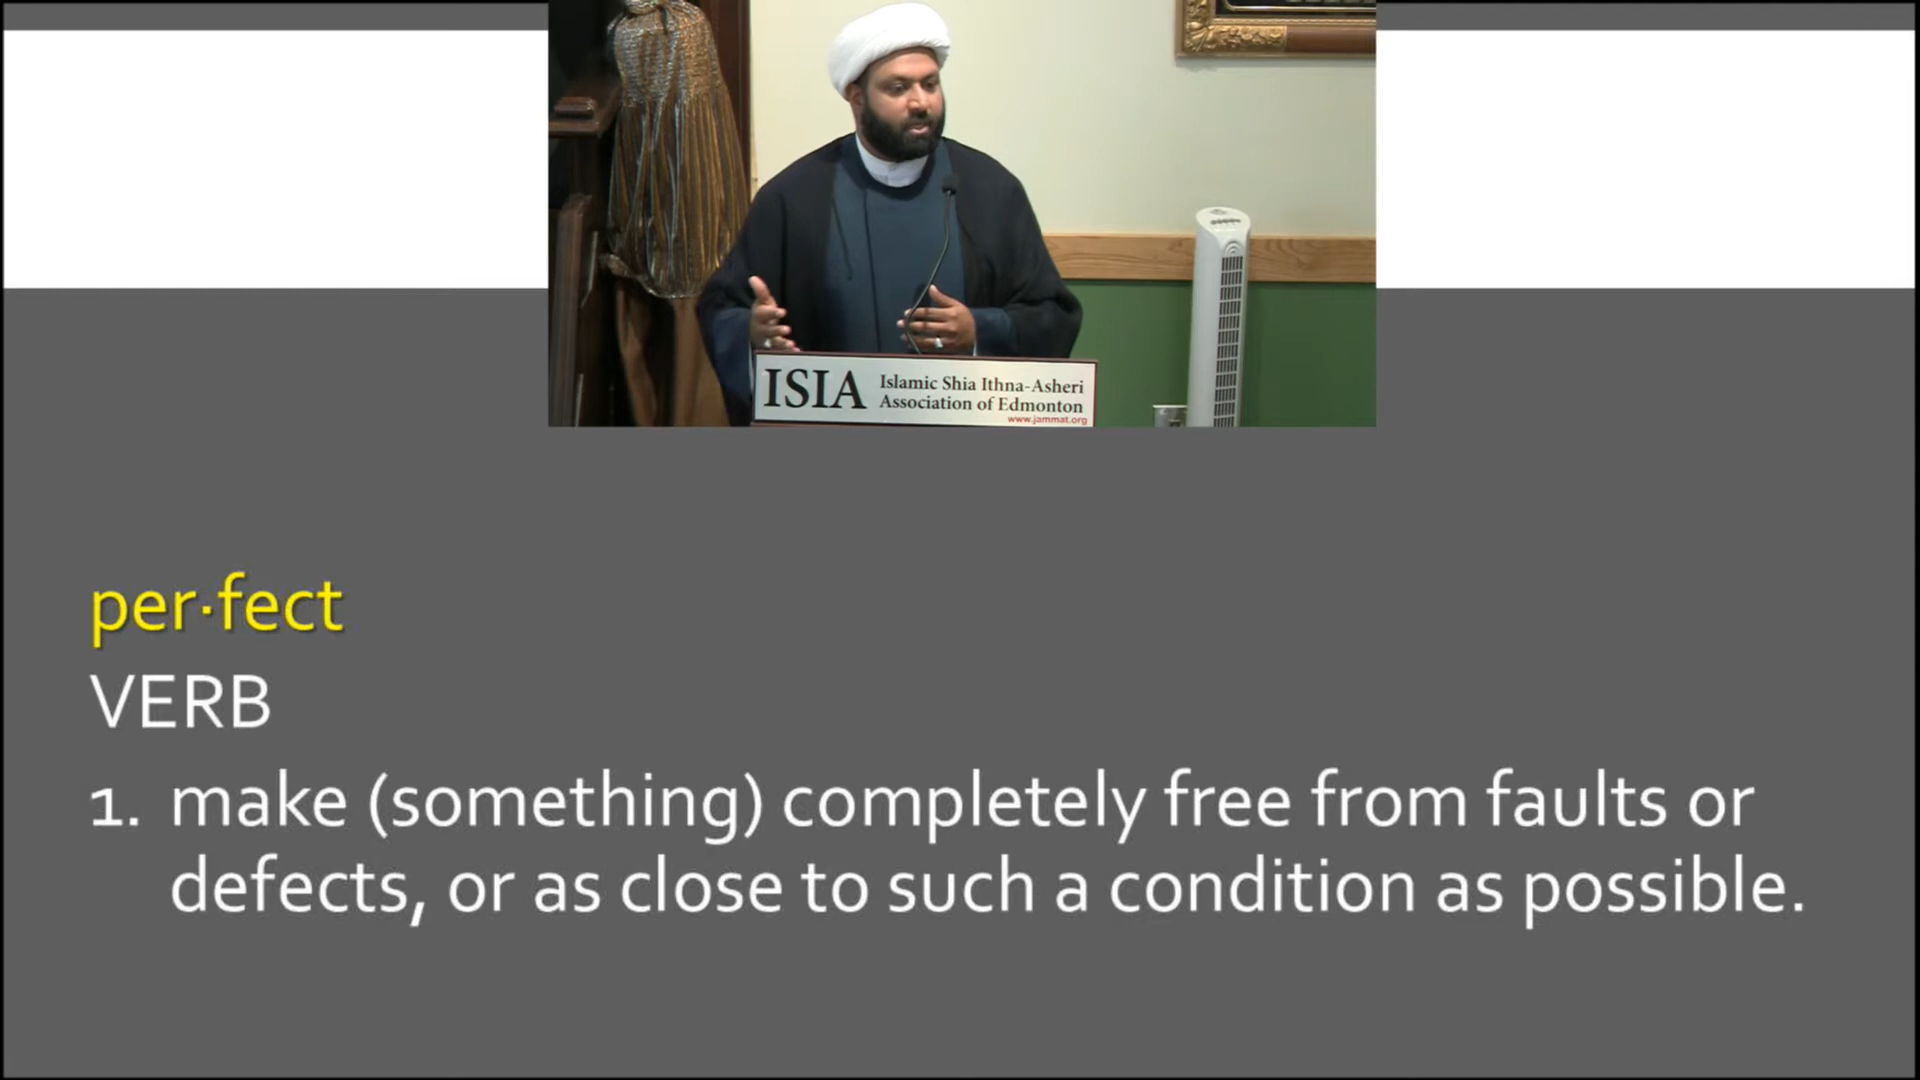 ISIA
Islamic Shia Ithna-Asheri
Association of Edmonton
www.jammat.org
per·fect
VERB
1. make (something) completely free from faults or
defects, or as close to such a condition as possible.